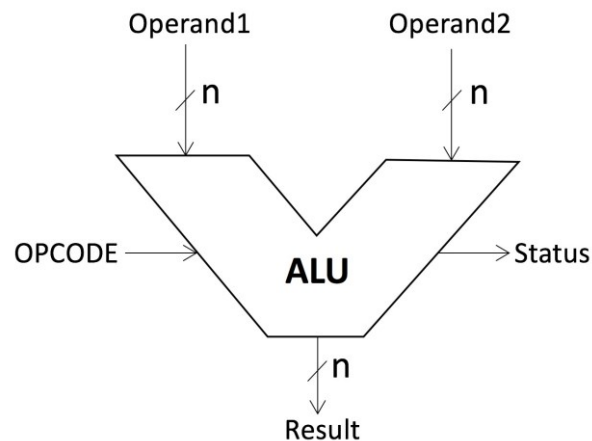 Operand1
Operand2
n
n
OPCODE
ALU
Status
n
Result